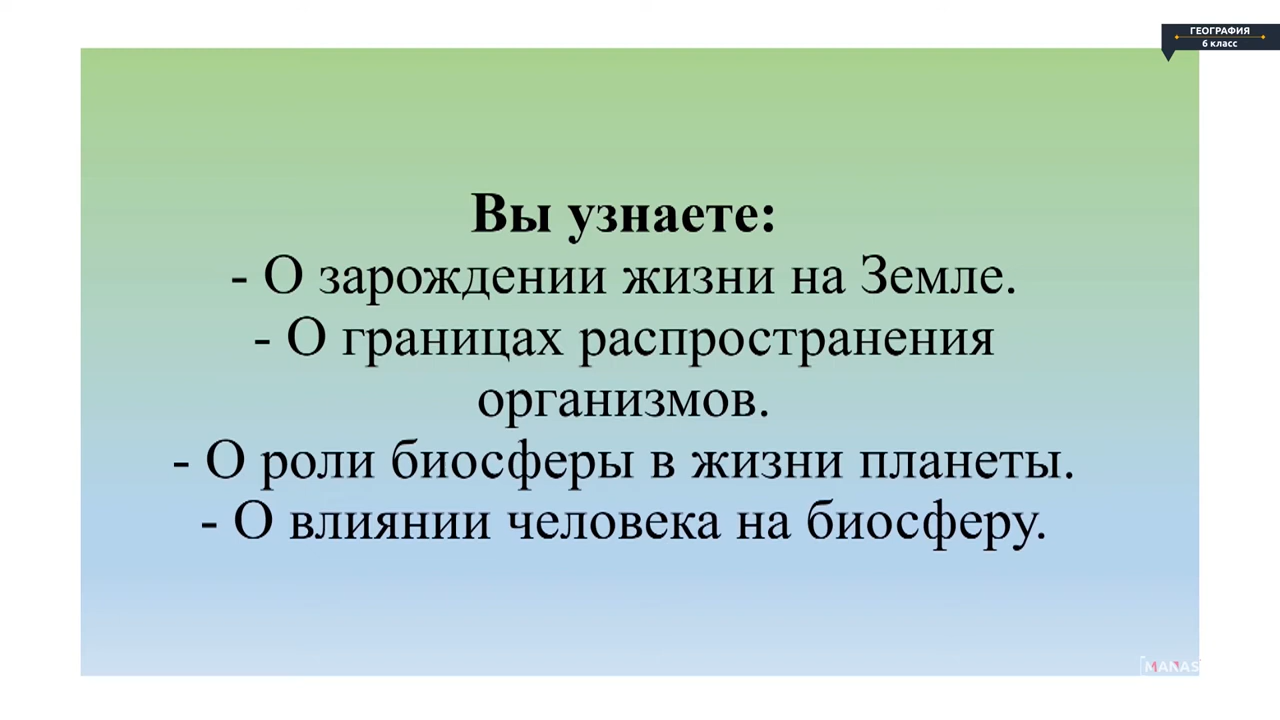 ГЕОГРАФИЯ
6 класс
Вы узнаете:
- О зарождении жизни на Земле.
- О границах распространения
организмов.
- О роли биосферы в жизни планеты.
- О влиянии человека на биосферу.
MANAS